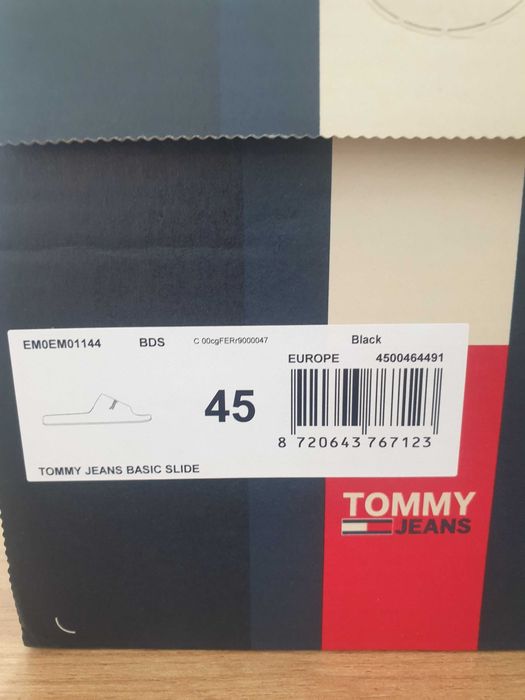 EM0EM01144 BDS C 00cgFERr9000047 Black
EUROPE 4500464491
45
8 720643 767123
TOMMY JEANS BASIC SLIDE
TOMMY
JEANS